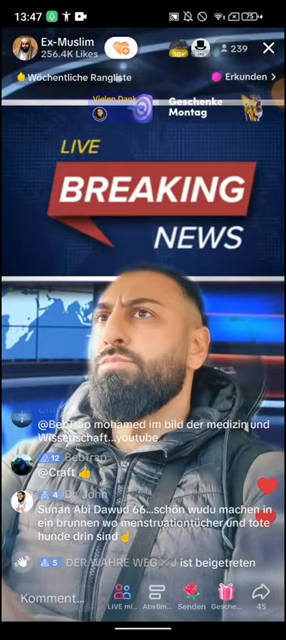 13:47
75
Ex-Muslim
256.4K Likes
239
Wöchentliche Rangliste
Erkunden >
Vielen Dank
Geschenke
Montag
LIVE
BREAKING
NEWS
@BebTrap mohamed im bild der medizin und
Wissenschaft...youtube
12 BebTrap
@Craft 👍
4 Dr. John
Sunan Abi Dawud 66...schön wudu machen in
ein brunnen wo menstruationtücher und tote
hunde drin sind☝
5 DER WAHRE WEG ist beigetreten
Komment...
LIVE mi...
Abstim...
Senden
Gesche...
45